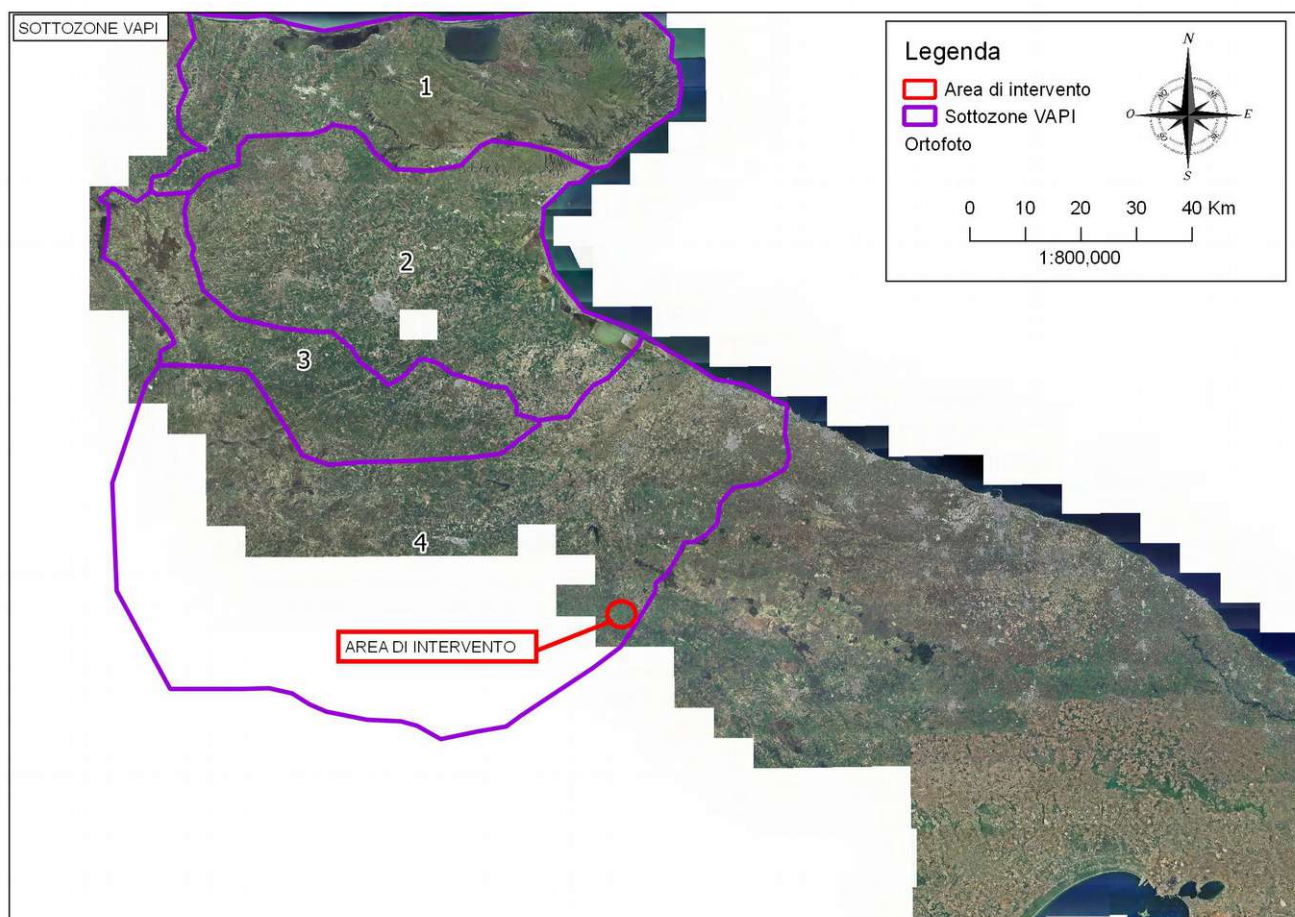 SOTTOZONE VAPI
1
2
3
4
AREA DI INTERVENTO
Legenda
Area di intervento
Sottozone VAPI
Ortofoto
N
O
E
S
0 10 20 30 40 Km
1:800,000